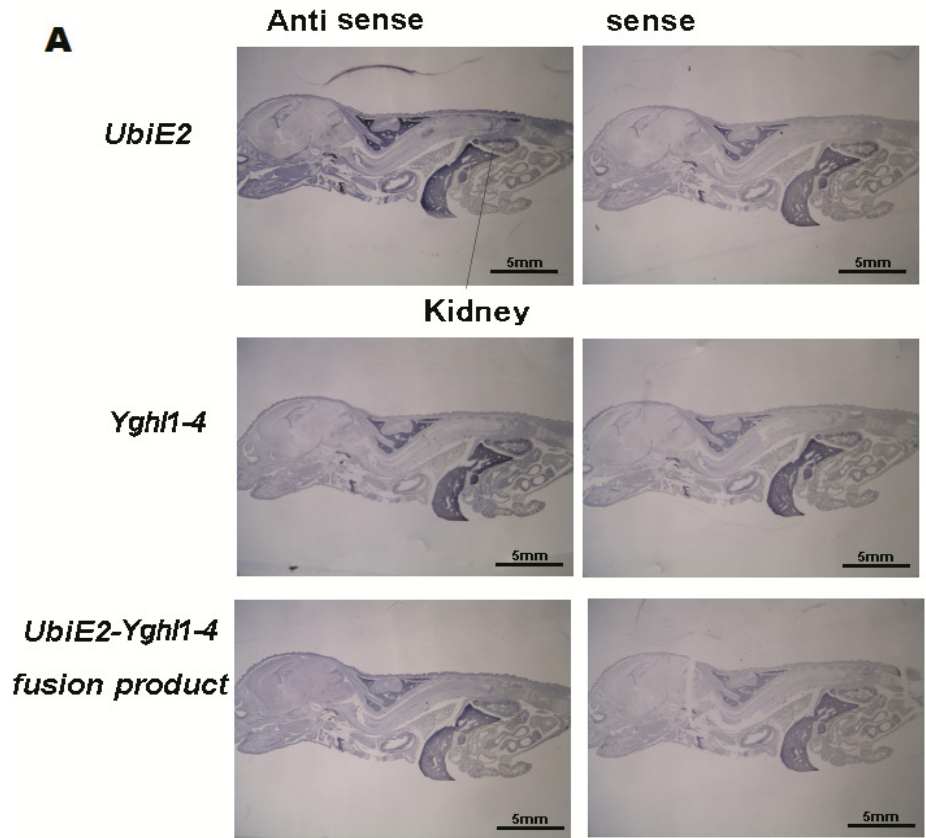 A
Anti sense
sense
UbiE2
5mm
5mm
Kidney
Yghl1-4
5mm
5mm
UbiE2-Yghl1-4
fusion product
5mm
5mm